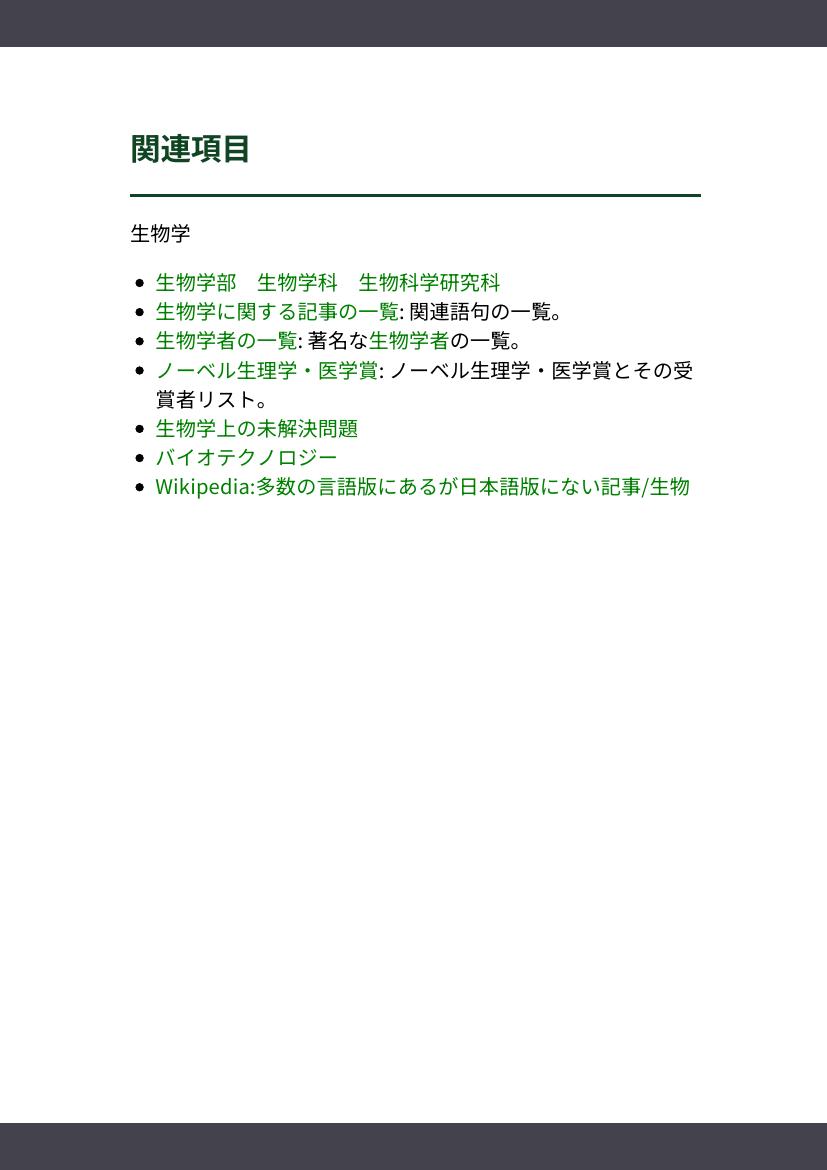 関連項目
生物学
生物学部　生物学科　生物科学研究科
生物学に関する記事の一覧: 関連語句の一覧。
生物学者の一覧: 著名な生物学者の一覧。
ノーベル生理学・医学賞: ノーベル生理学・医学賞とその受
賞者リスト。
生物学上の未解決問題
バイオテクノロジー
Wikipedia:多数の言語版にあるが日本語版にない記事/生物